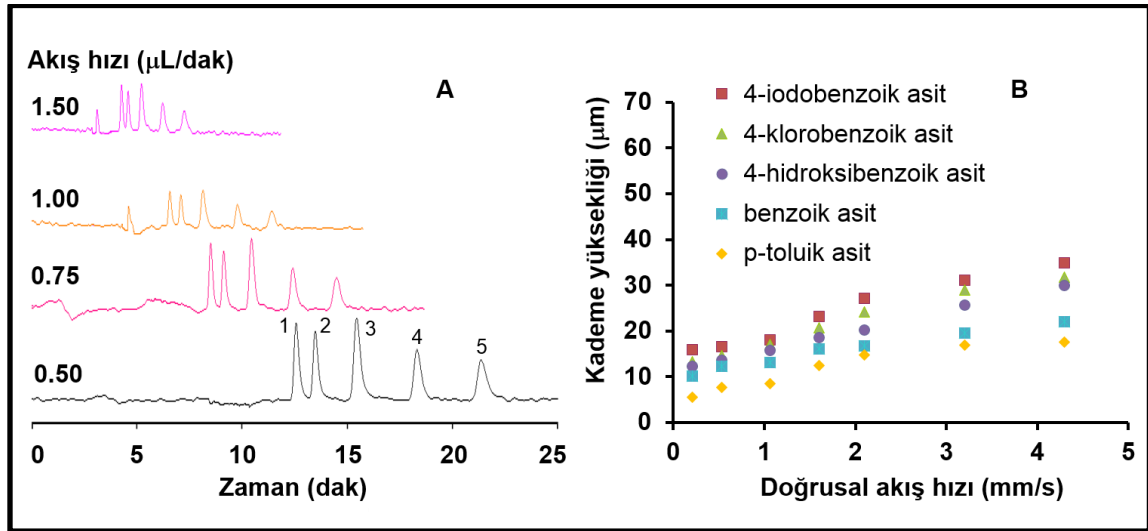 Akış hızı (µL/dak)
A
1.50
1.00
0.75
0.50
1
2
3
4
5
0 5 10 15 20 25
Zaman (dak)
B
4-iodobenzoik asit
4-klorobenzoik asit
4-hidroksibenzoik asit
benzoik asit
p-toluik asit
Kademe yüksekliği (µm)
70
60
50
40
30
20
10
0
0 1 2 3 4 5
Doğrusal akış hızı (mm/s)